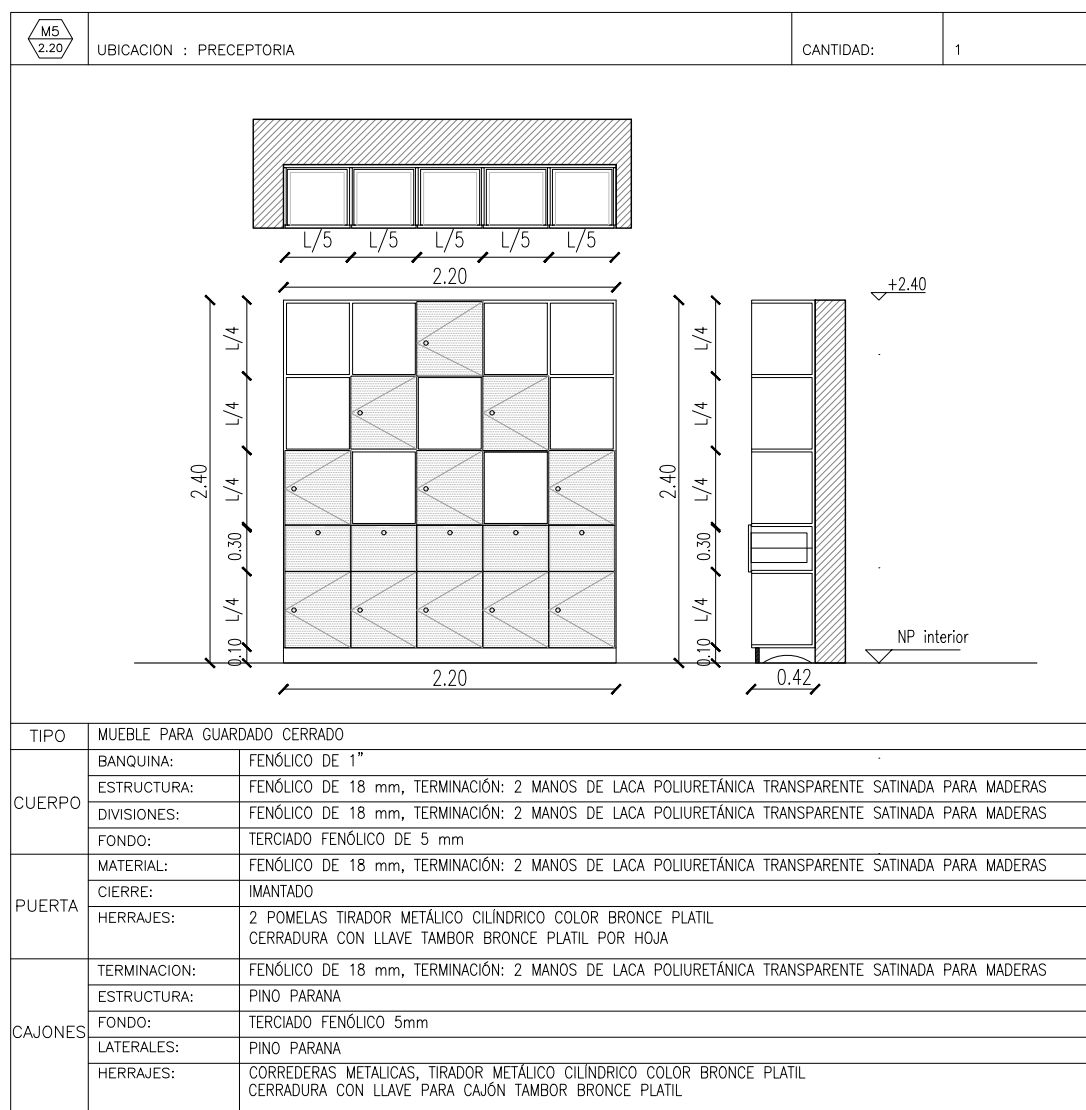 M5
2.20
UBICACION : PRECEPTORIA
CANTIDAD:
1
L/5 L/5 L/5 L/5 L/5
2.20
+2.40
L/4
L/4
L/4
0.30
L/4
0.10
2.40
2.40
L/4
L/4
L/4
0.30
L/4
0.10
NP interior
2.20
0.42
TIPO MUEBLE PARA GUARDADO CERRADO
CUERPO
BANQUINA: FENÓLICO DE 1"
ESTRUCTURA: FENÓLICO DE 18 mm, TERMINACIÓN: 2 MANOS DE LACA POLIURETÁNICA TRANSPARENTE SATINADA PARA MADERAS
DIVISIONES: FENÓLICO DE 18 mm, TERMINACIÓN: 2 MANOS DE LACA POLIURETÁNICA TRANSPARENTE SATINADA PARA MADERAS
FONDO: TERCIADO FENÓLICO DE 5 mm
PUERTA
MATERIAL: FENÓLICO DE 18 mm, TERMINACIÓN: 2 MANOS DE LACA POLIURETÁNICA TRANSPARENTE SATINADA PARA MADERAS
CIERRE: IMANTADO
HERRAJES: 2 POMELAS TIRADOR METÁLICO CILÍNDRICO COLOR BRONCE PLATIL
CERRADURA CON LLAVE TAMBOR BRONCE PLATIL POR HOJA
CAJONES
TERMINACION: FENÓLICO DE 18 mm, TERMINACIÓN: 2 MANOS DE LACA POLIURETÁNICA TRANSPARENTE SATINADA PARA MADERAS
ESTRUCTURA: PINO PARANA
FONDO: TERCIADO FENÓLICO 5mm
LATERALES: PINO PARANA
HERRAJES: CORREDERAS METALICAS, TIRADOR METÁLICO CILÍNDRICO COLOR BRONCE PLATIL
CERRADURA CON LLAVE PARA CAJÓN TAMBOR BRONCE PLATIL